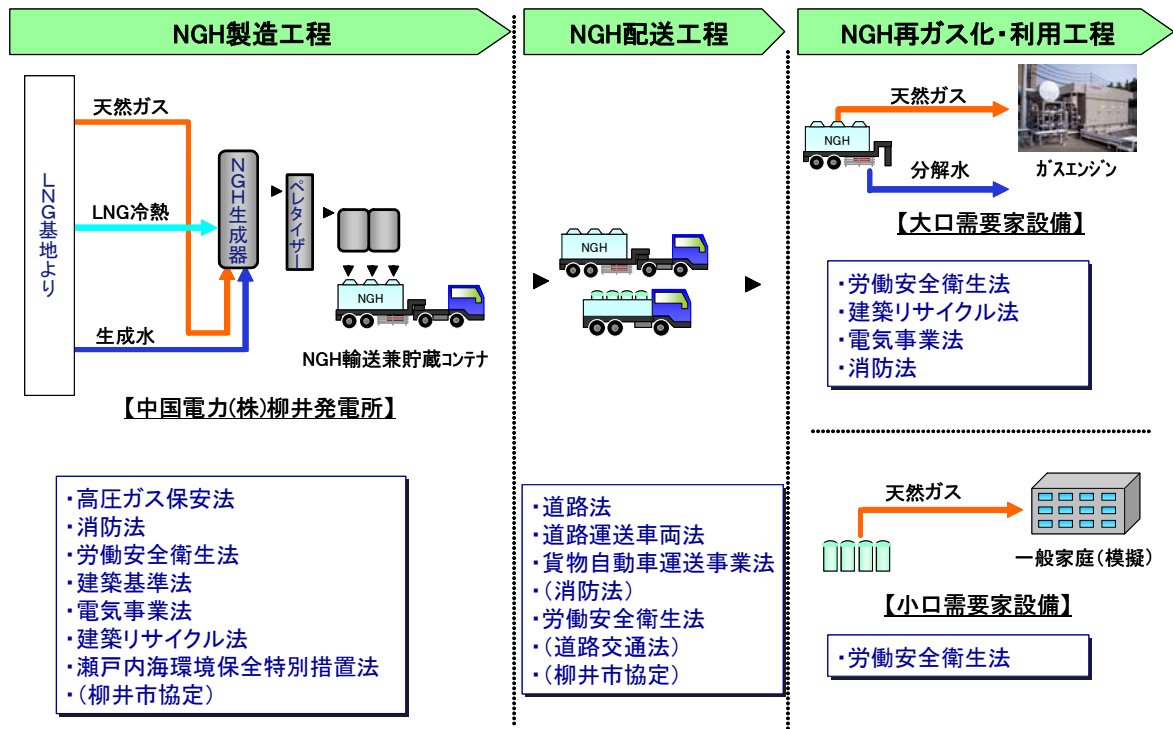 NGH製造工程
LNG基地より
天然ガス
LNG冷熱
生成水
NGH生成器
ペレタイザー
NGH
NGH輸送兼貯蔵コンテナ
【中国電力(株)柳井発電所】
・高圧ガス保安法
・消防法
・労働安全衛生法
・建築基準法
・電気事業法
・建築リサイクル法
・瀬戸内海環境保全特別措置法
・(柳井市協定)
NGH配送工程
NGH
・道路法
・道路運送車両法
・貨物自動車運送事業法
・(消防法)
・労働安全衛生法
・(道路交通法)
・(柳井市協定)
NGH再ガス化・利用工程
天然ガス
NGH
分解水
ガスエンジン
【大口需要家設備】
・労働安全衛生法
・建築リサイクル法
・電気事業法
・消防法
天然ガス
一般家庭(模擬)
【小口需要家設備】
・労働安全衛生法